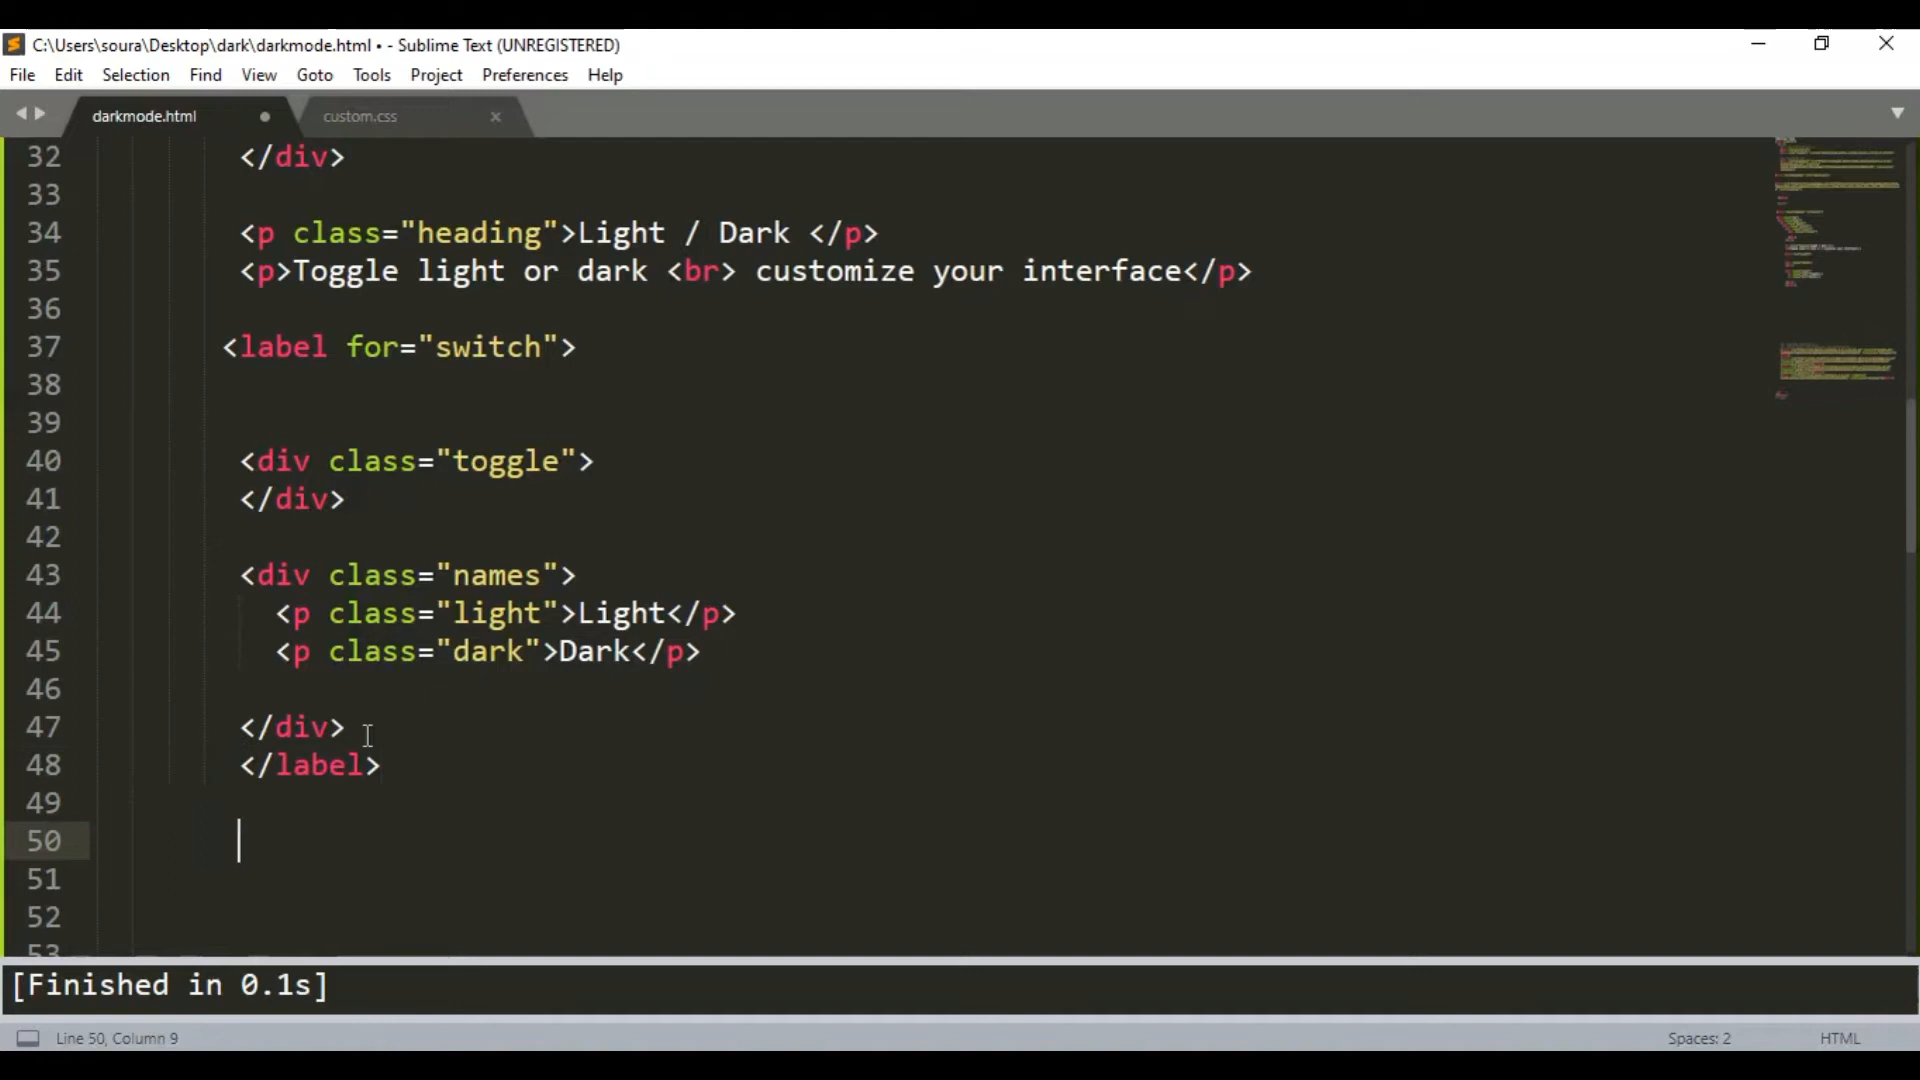 C:\Users\soura\Desktop\dark\darkmode.html • - Sublime Text (UNREGISTERED)
File Edit Selection Find View Goto Tools Project Preferences Help
darkmode.html custom.css
32 </div>
33
34 <p class="heading">Light / Dark </p>
35 <p>Toggle light or dark <br> customize your interface</p>
36
37 <label for="switch">
38
39
40 <div class="toggle">
41 </div>
42
43 <div class="names">
44 <p class="light">Light</p>
45 <p class="dark">Dark</p>
46
47 </div>
48 </label>
49
50
51
52
53
[Finished in 0.1s]
Line 50, Column 9 Spaces: 2 HTML